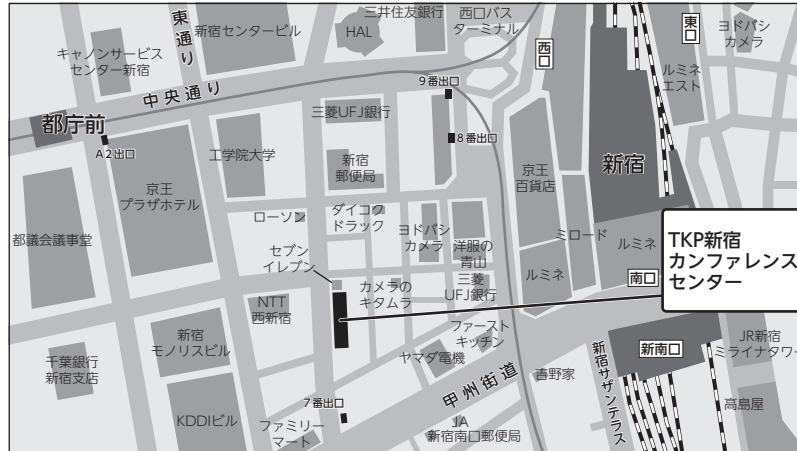 東通り
新宿センタービル
HAL
三井住友銀行
西口バス
ターミナル
西口
東口
ヨドバシ
カメラ
キャノンサービス
センター新宿
中央通り
9番出口
ルミネ
エスト
都庁前
A2出口
三菱UFJ銀行
8番出口
工学院大学
新宿
郵便局
京王
百貨店
新宿
京王
プラザホテル
都議会議事堂
ローソン
ダイコク
ドラック
ヨドバシ
カメラ
洋服の
青山
三菱
UFJ銀行
ミロード
ルミネ
TKP新宿
カンファレンス
センター
セブン
イレブン
カメラの
キタムラ
ルミネ
南口
NTT
西新宿
新宿
モノリスビル
ファースト
キッチン
ヤマダ電機
千葉銀行
新宿支店
甲州街道
吉野家
新宿サザンテラス
新南口
JR新宿
ミライナタワー
高島屋
7番出口
KDDIビル
ファミリー
マート
JA
新宿南口郵便局